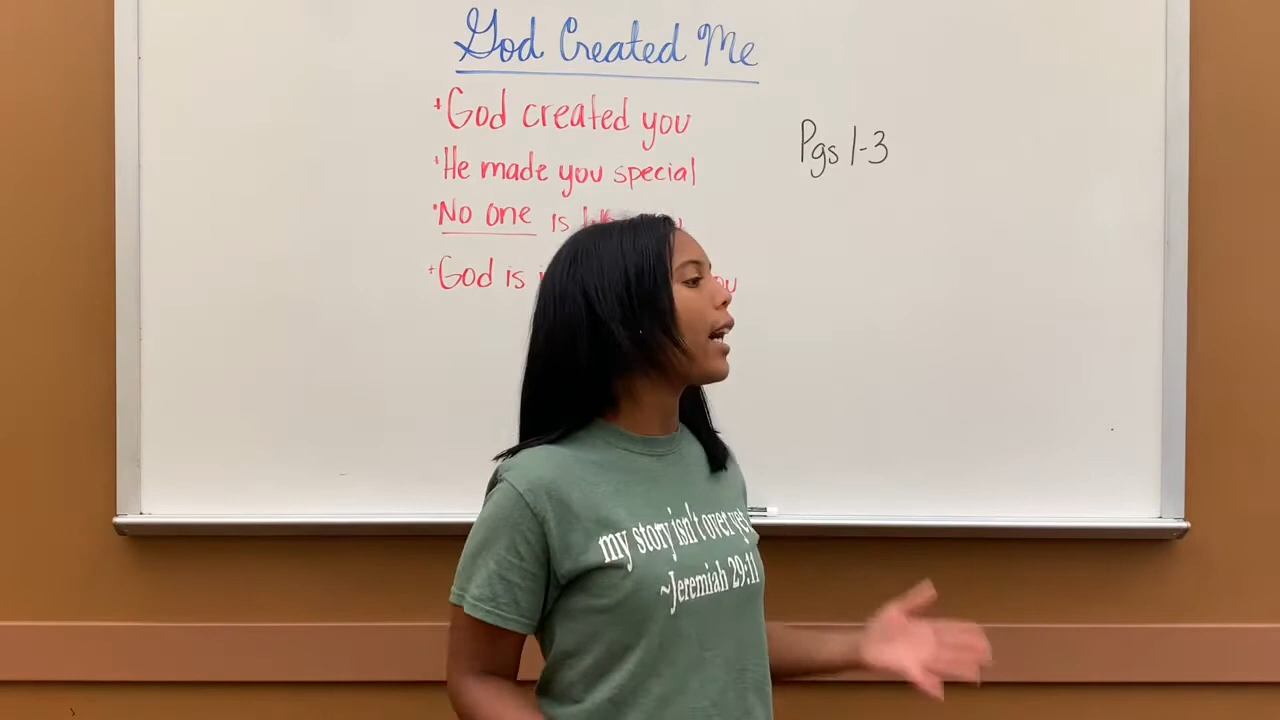 God Created Me
God created you
He made you special
No one is
God is
Pgs 1-3
my story isn't over yet
~Jeremiah 29:11